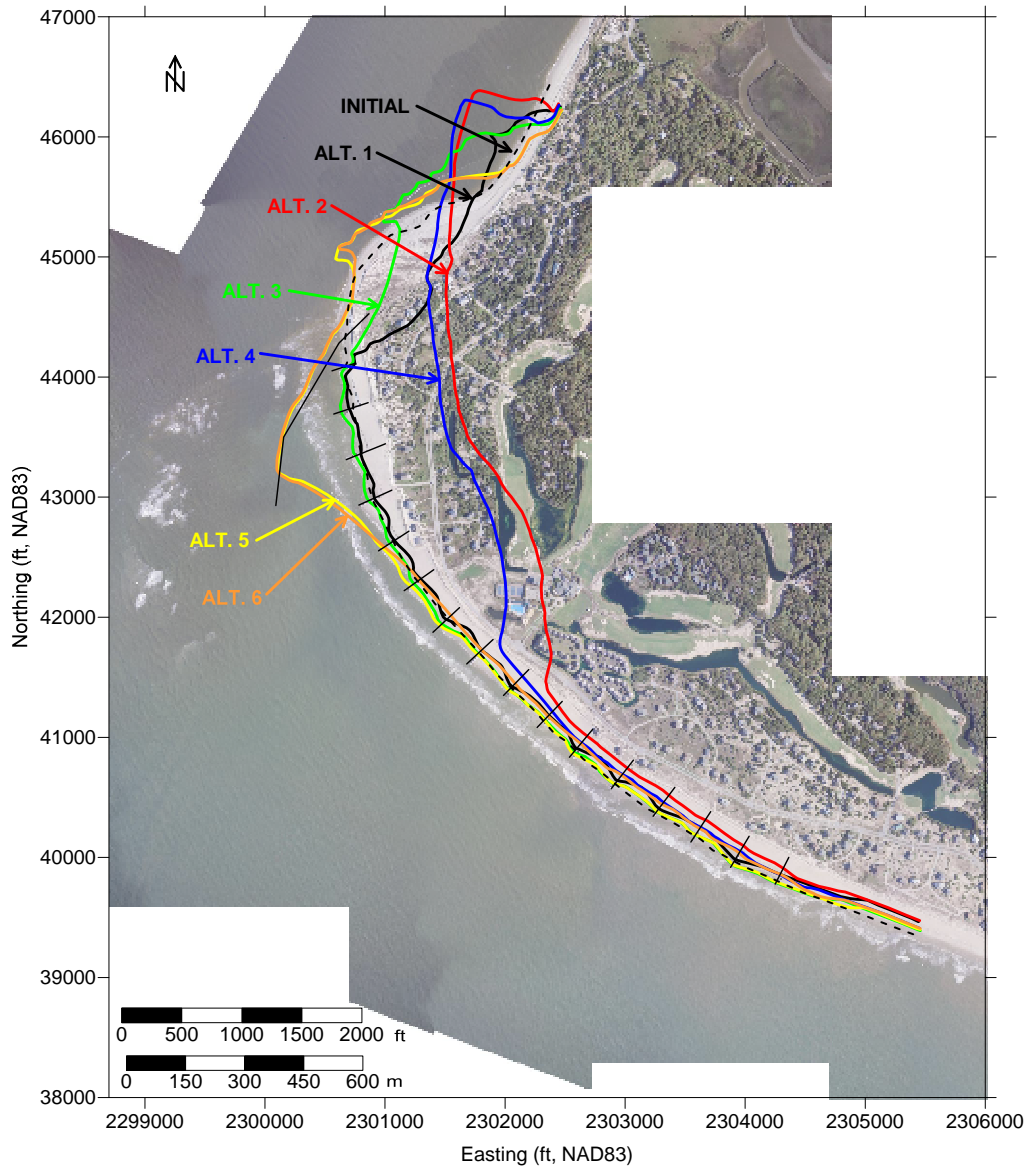 47000
46000
45000
44000
43000
42000
41000
40000
39000
38000
Northing (ft, NAD83)
N
INITIAL
ALT. 1
ALT. 2
ALT. 3
ALT. 4
ALT. 5
ALT. 6
0 500 1000 1500 2000 ft
0 150 300 450 600 m
2299000 2300000 2301000 2302000 2303000 2304000 2305000 2306000
Easting (ft, NAD83)